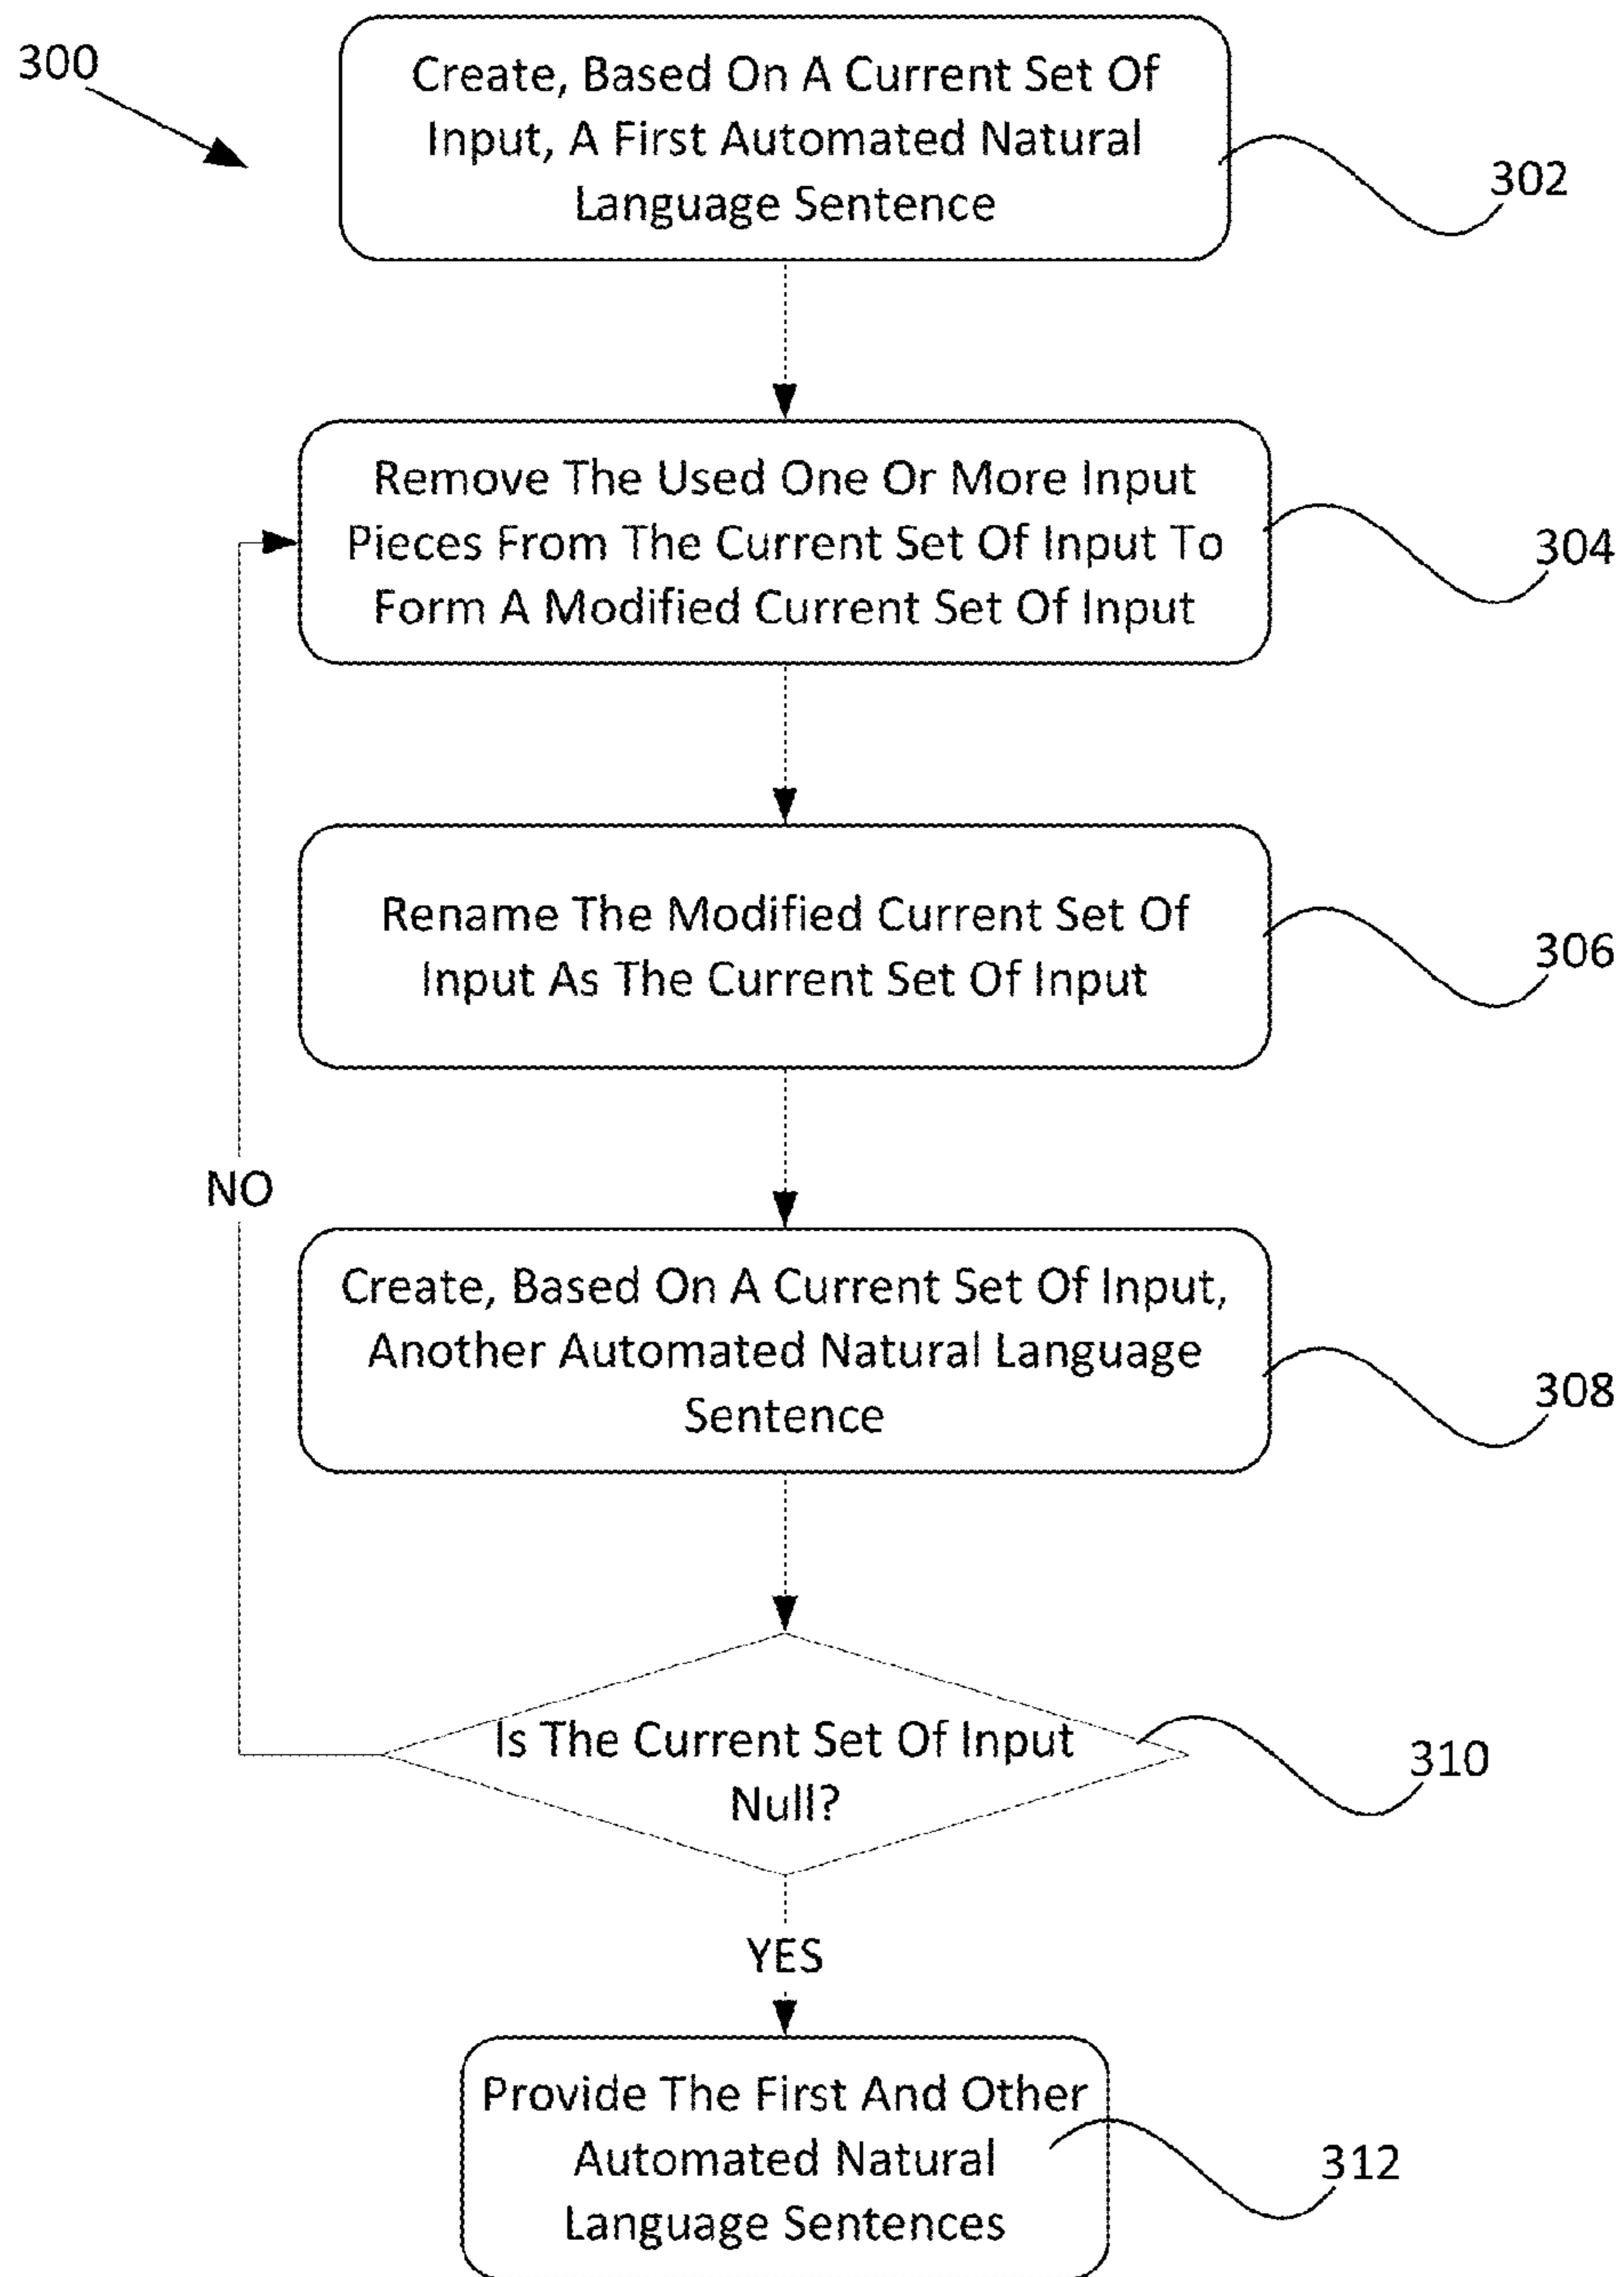 300
Create, Based On A Current Set Of
Input, A First Automated Natural
Language Sentence
302
Remove The Used One Or More Input
Pieces From The Current Set Of Input To
Form A Modified Current Set Of Input
304
Rename The Modified Current Set Of
Input As The Current Set Of Input
306
NO
Create, Based On A Current Set Of Input,
Another Automated Natural Language
Sentence
308
Is The Current Set Of Input
Null?
310
YES
Provide The First And Other
Automated Natural
Language Sentences
312